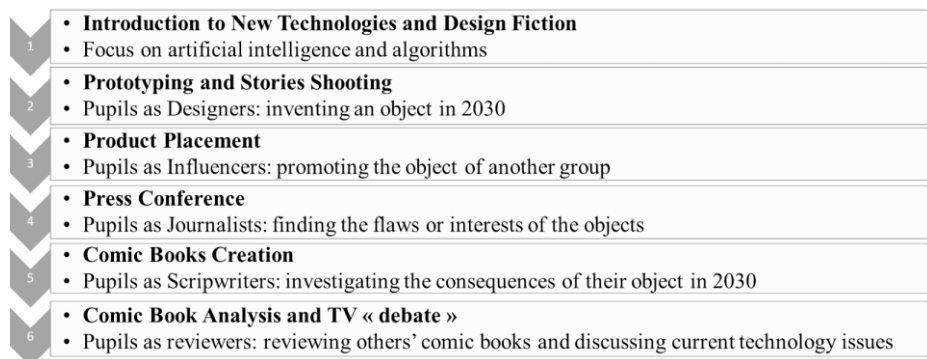 1
• Introduction to New Technologies and Design Fiction
• Focus on artificial intelligence and algorithms
2
• Prototyping and Stories Shooting
• Pupils as Designers: inventing an object in 2030
3
• Product Placement
• Pupils as Influencers: promoting the object of another group
4
• Press Conference
• Pupils as Journalists: finding the flaws or interests of the objects
5
• Comic Books Creation
• Pupils as Scripwriters: investigating the consequences of their object in 2030
6
• Comic Book Analysis and TV « debate »
• Pupils as reviewers: reviewing others’ comic books and discussing current technology issues